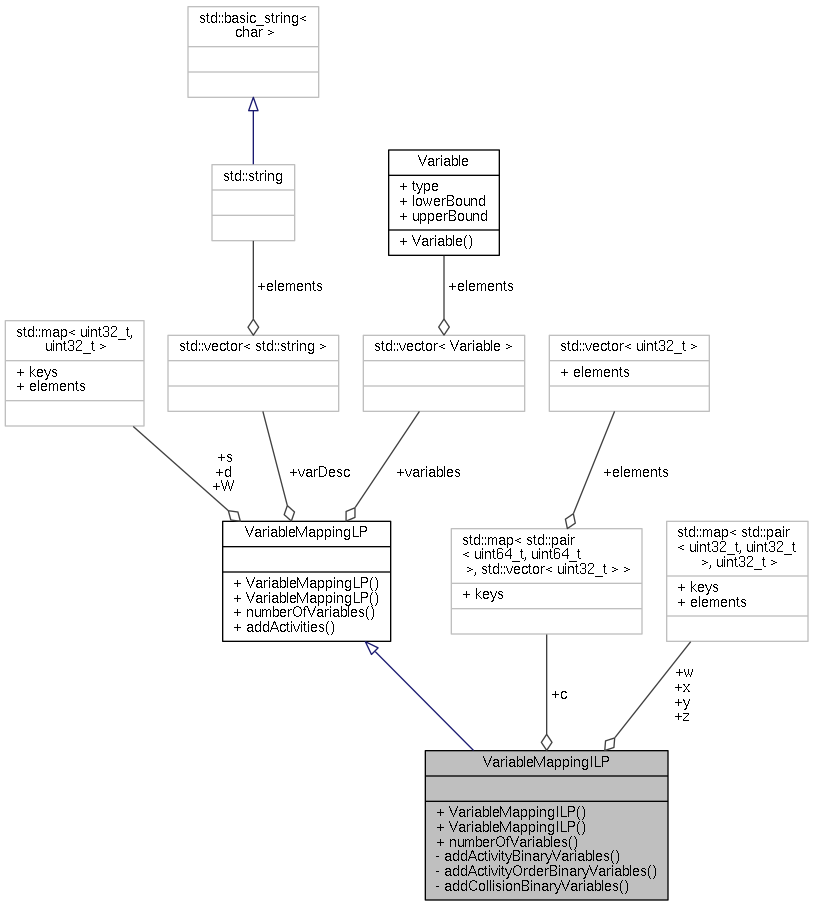 std::basic_string<
char >
std::string
Variable
+ type
+ lowerBound
+ upperBound
+ Variable()
+elements
+elements
std::map< uint32_t,
uint32_t >
+ keys
+ elements
std::vector< std::string >
std::vector< Variable >
std::vector< uint32_t >
+ elements
+s
+d
+W
+varDesc
+variables
+elements
VariableMappingLP
+ VariableMappingLP()
+ VariableMappingLP()
+ numberOfVariables()
+ addActivities()
std::map< std::pair
< uint64_t, uint64_t
>, std::vector< uint32_t > >
+ keys
std::map< std::pair
< uint32_t, uint32_t
>, uint32_t >
+ keys
+ elements
+c
+w
+x
+y
+z
VariableMappingILP
+ VariableMappingILP()
+ VariableMappingILP()
+ numberOfVariables()
- addActivityBinaryVariables()
- addActivityOrderBinaryVariables()
- addCollisionBinaryVariables()